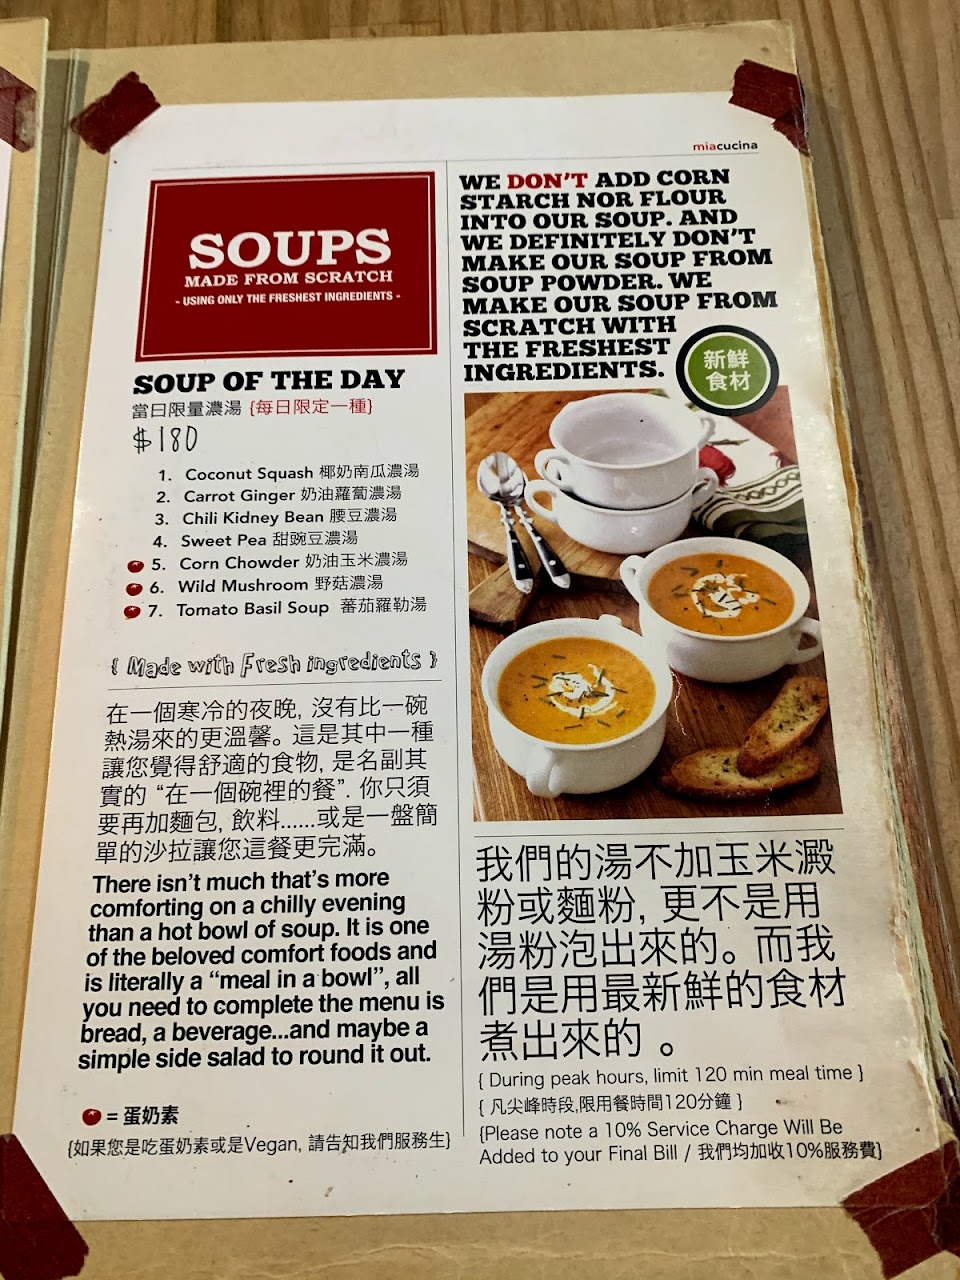 miacucina
SOUPS
MADE FROM SCRATCH
- USING ONLY THE FRESHEST INGREDIENTS -
SOUP OF THE DAY
當日限量濃湯 {每日限定一種}
$180
1. Coconut Squash 椰奶南瓜濃湯
2. Carrot Ginger 奶油蘿蔔濃湯
3. Chili Kidney Bean 腰豆濃湯
4. Sweet Pea 甜豌豆濃湯
5. Corn Chowder 奶油玉米濃湯
6. Wild Mushroom 野菇濃湯
7. Tomato Basil Soup 蕃茄羅勒湯
{ Made with Fresh ingredients }
在一個寒冷的夜晚, 沒有比一碗
熱湯來的更溫馨。這是其中一種
讓您覺得舒適的食物, 是名副其
實的 “在一個碗裡的餐”. 你只須
要再加麵包, 飲料......或是一盤簡
單的沙拉讓您這餐更完滿。
There isn’t much that’s more
comforting on a chilly evening
than a hot bowl of soup. It is one
of the beloved comfort foods and
is literally a “meal in a bowl”, all
you need to complete the menu is
bread, a beverage...and maybe a
simple side salad to round it out.
= 蛋奶素
{如果您是吃蛋奶素或是Vegan, 請告知我們服務生}
WE DON’T ADD CORN
STARCH NOR FLOUR
INTO OUR SOUP. AND
WE DEFINITELY DON’T
MAKE OUR SOUP FROM
SOUP POWDER. WE
MAKE OUR SOUP FROM
SCRATCH WITH
THE FRESHEST
INGREDIENTS.
新鮮
食材
我們的湯不加玉米澱
粉或麵粉, 更不是用
湯粉泡出來的。而我
們是用最新鮮的食材
煮出來的 。
{ During peak hours, limit 120 min meal time }
{ 凡尖峰時段,限用餐時間120分鐘 }
{Please note a 10% Service Charge Will Be
Added to your Final Bill / 我們均加收10%服務費}